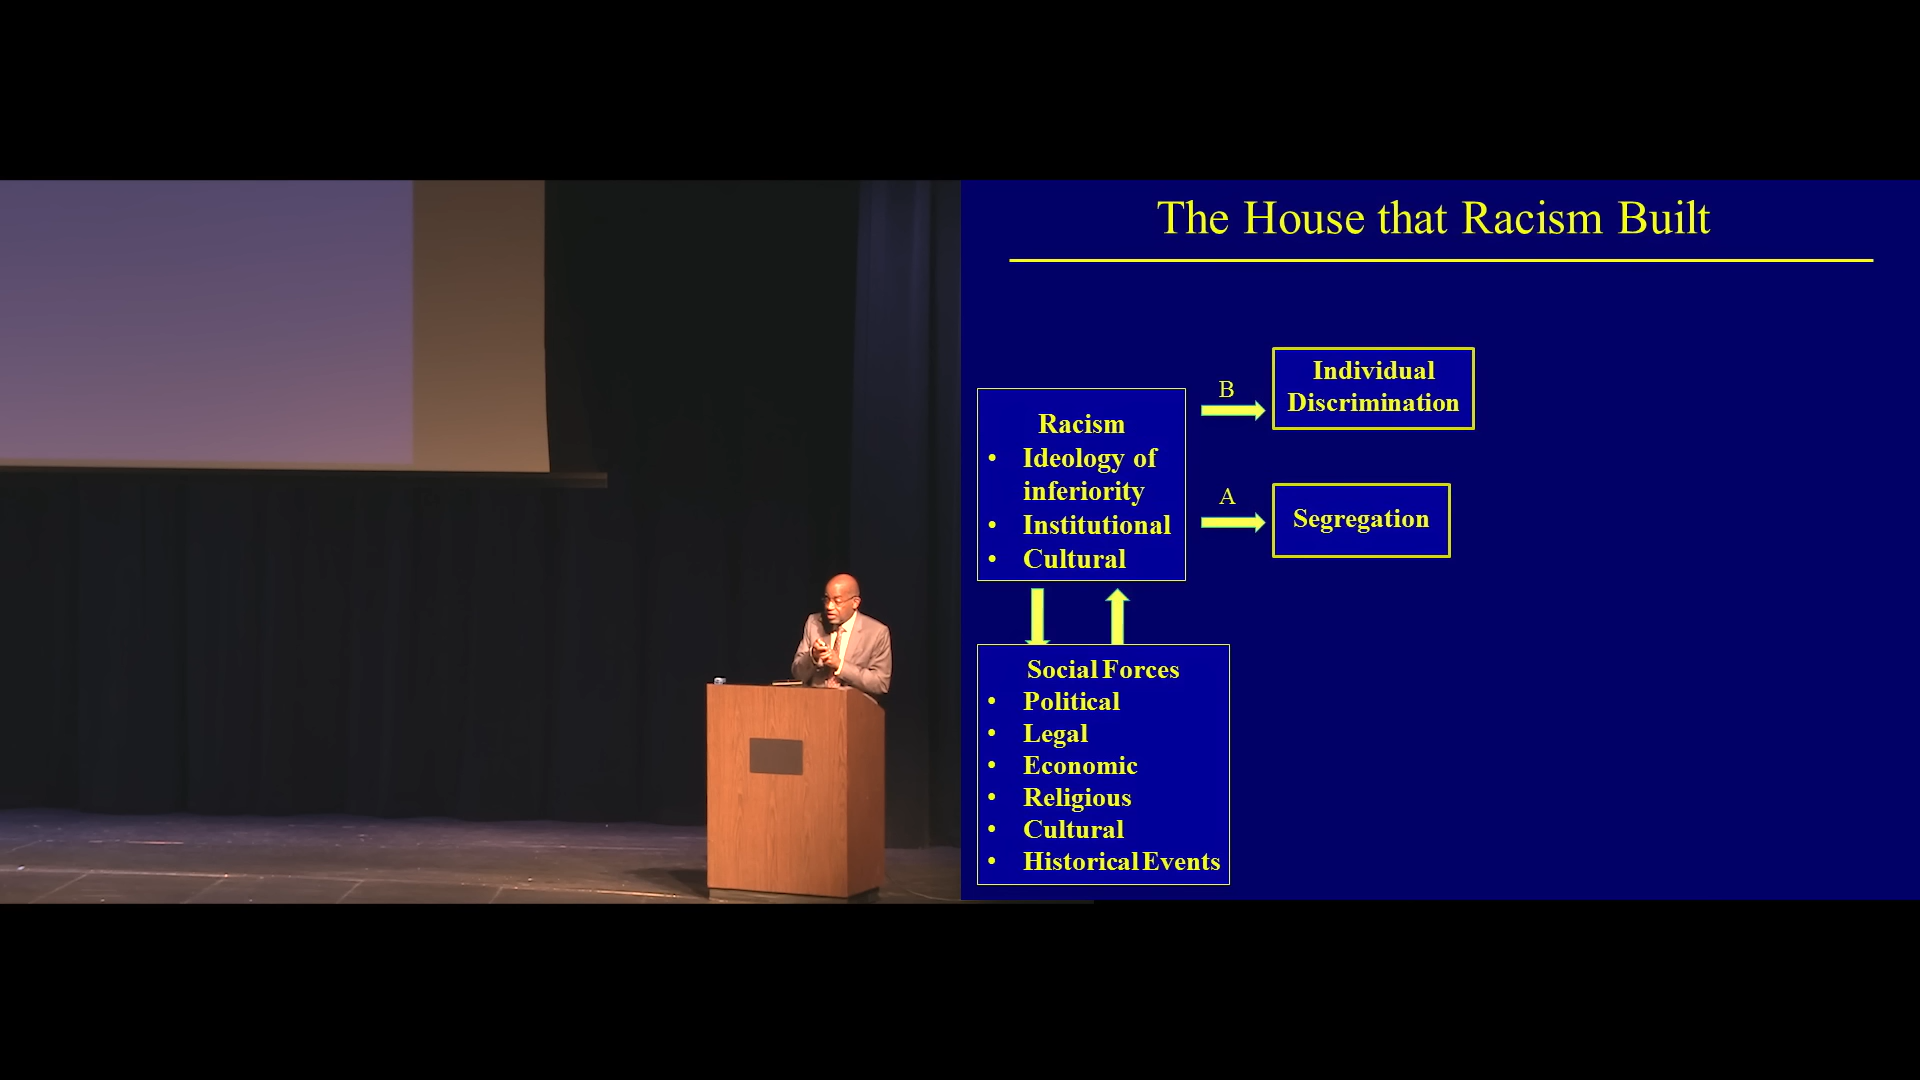 The House that Racism Built
B
Individual
Discrimination
Racism
• Ideology of
inferiority
• Institutional
• Cultural
A
Segregation
Social Forces
• Political
• Legal
• Economic
• Religious
• Cultural
• Historical Events